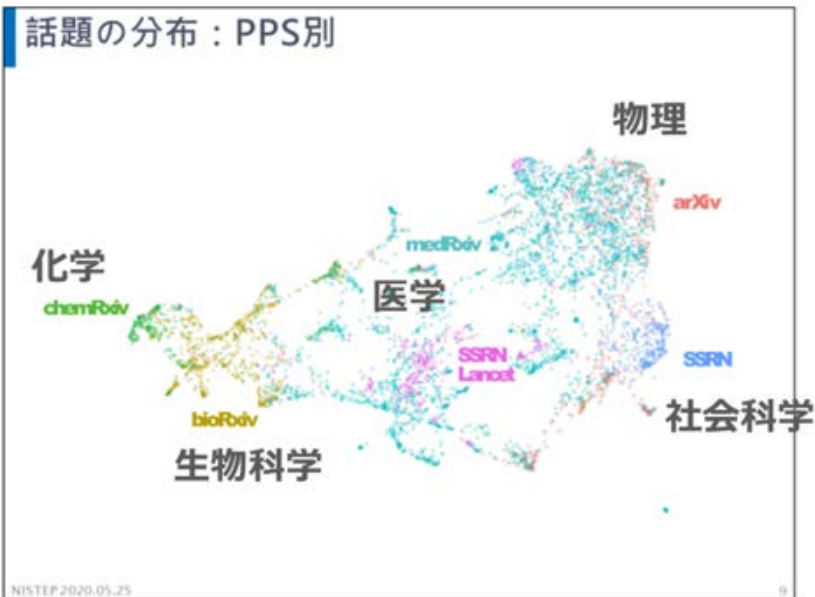 話題の分布：PPS別
物理
arXiv
medRxiv
化学
医学
chemRxiv
SSRN
Lancet
SSRN
bioRxiv
社会科学
生物科学
NISTEP 2020.05.25
9